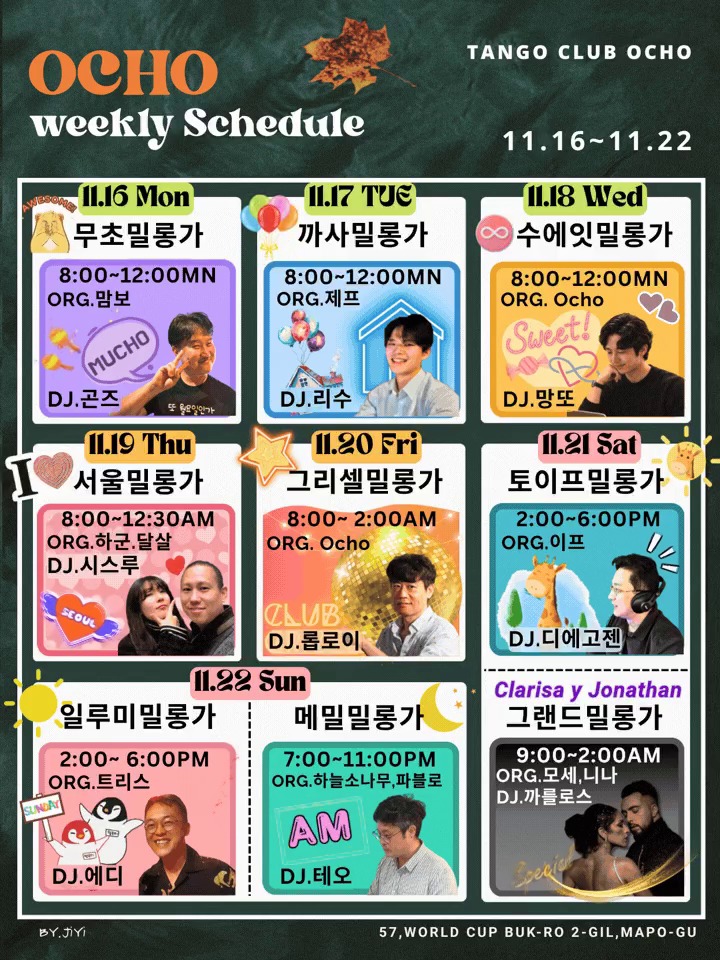 OCHO
weekly Schedule
TANGO CLUB OCHO
11.16~11.22
11.16 Mon
AWESOME!
무초밀롱가
8:00~12:00MN
ORG.맘보
MUCHO
DJ.곤즈
또 월요일인가
11.17 TUE
까사밀롱가
8:00~12:00MN
ORG.제프
DJ.리수
11.18 Wed
수에잇밀롱가
8:00~12:00MN
ORG. Ocho
Sweet!
DJ.망또
11.19 Thu
I
서울밀롱가
8:00~12:30AM
ORG.하군.달살
DJ.시스루
SEOUL
11.20 Fri
그리셀밀롱가
8:00~ 2:00AM
ORG. Ocho
CLUB
DJ.롭로이
11.21 Sat
토이프밀롱가
2:00~6:00PM
ORG.이프
DJ.디에고젠
Clarisa y Jonathan
그랜드밀롱가
9:00~2:00AM
ORG.모세,니나
DJ.까를로스
Special
11.22 Sun
일루미밀롱가
2:00~ 6:00PM
ORG.트리스
SUNDAY
DJ.에디
메밀밀롱가
7:00~11:00PM
ORG.하늘소나무,파블로
AM
DJ.테오
BY.JiYi
57,WORLD CUP BUK-RO 2-GIL,MAPO-GU